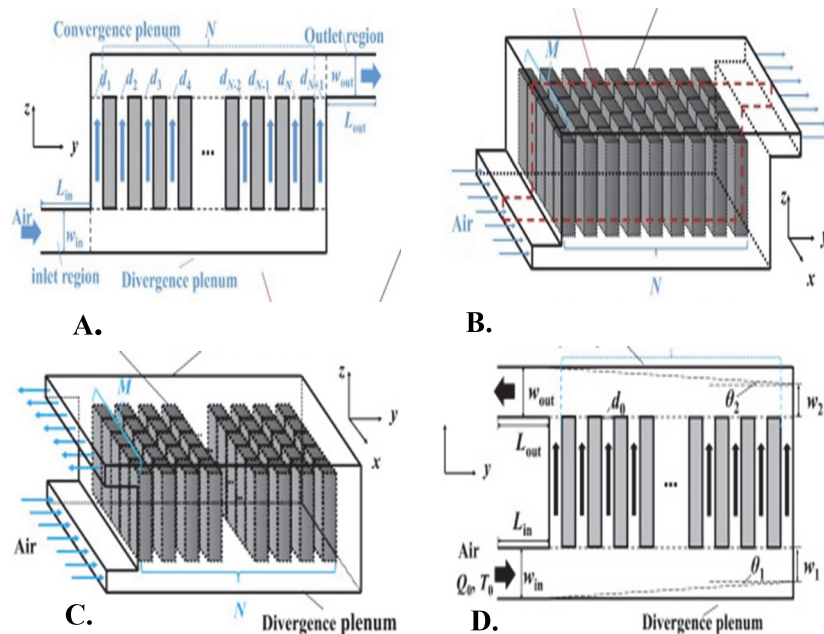 N
Convergence plenum
Outlet region
d1 d2 d3 d4 dN-2 dN-1 dN dN+1
wout
z
y
Lout
Lin
Air
win
inlet region
Divergence plenum
A.
M
Air
z
y
x
N
B.
M
z
y
x
Air
N
Divergence plenum
C.
wout
d0
θ2
w2
Lout
y
Lin
Air
Q0, T0
win
θ1
w1
Divergence plenum
D.